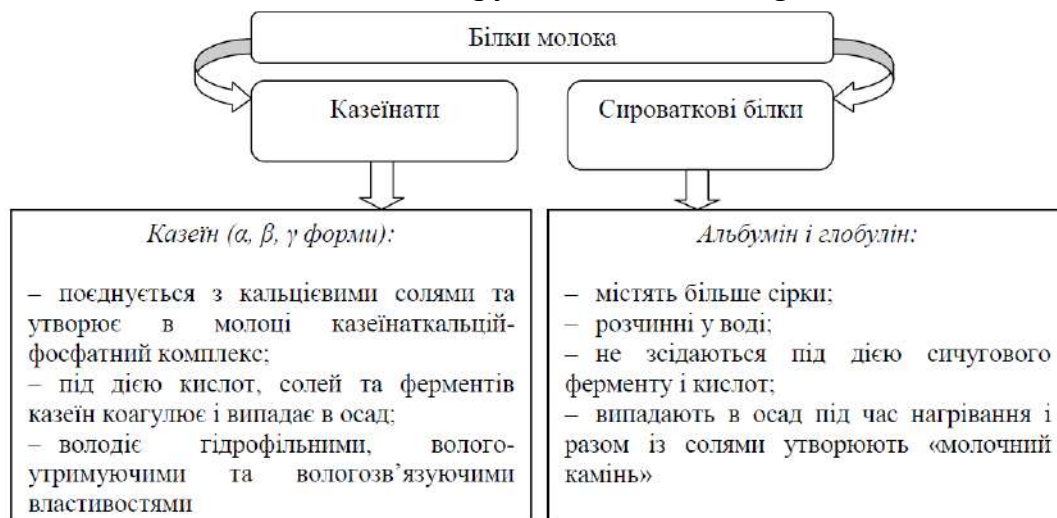 Білки молока
Казеїнати
Сироваткові білки
Казеїн (α, β, γ форми):
– поєднується з кальцієвими солями та
утворює в молоці казеїнаткальцій-
фосфатний комплекс;
– під дією кислот, солей та ферментів
казеїн коагулює і випадає в осад;
– володіє гідрофільними, волого-
утримуючими та вологозв’язуючими
властивостями
Альбумін і глобулін:
– містять більше сірки;
– розчинні у воді;
– не зсідаються під дією сичугового
ферменту і кислот;
– випадають в осад під час нагрівання і
разом із солями утворюють «молочний
камінь»